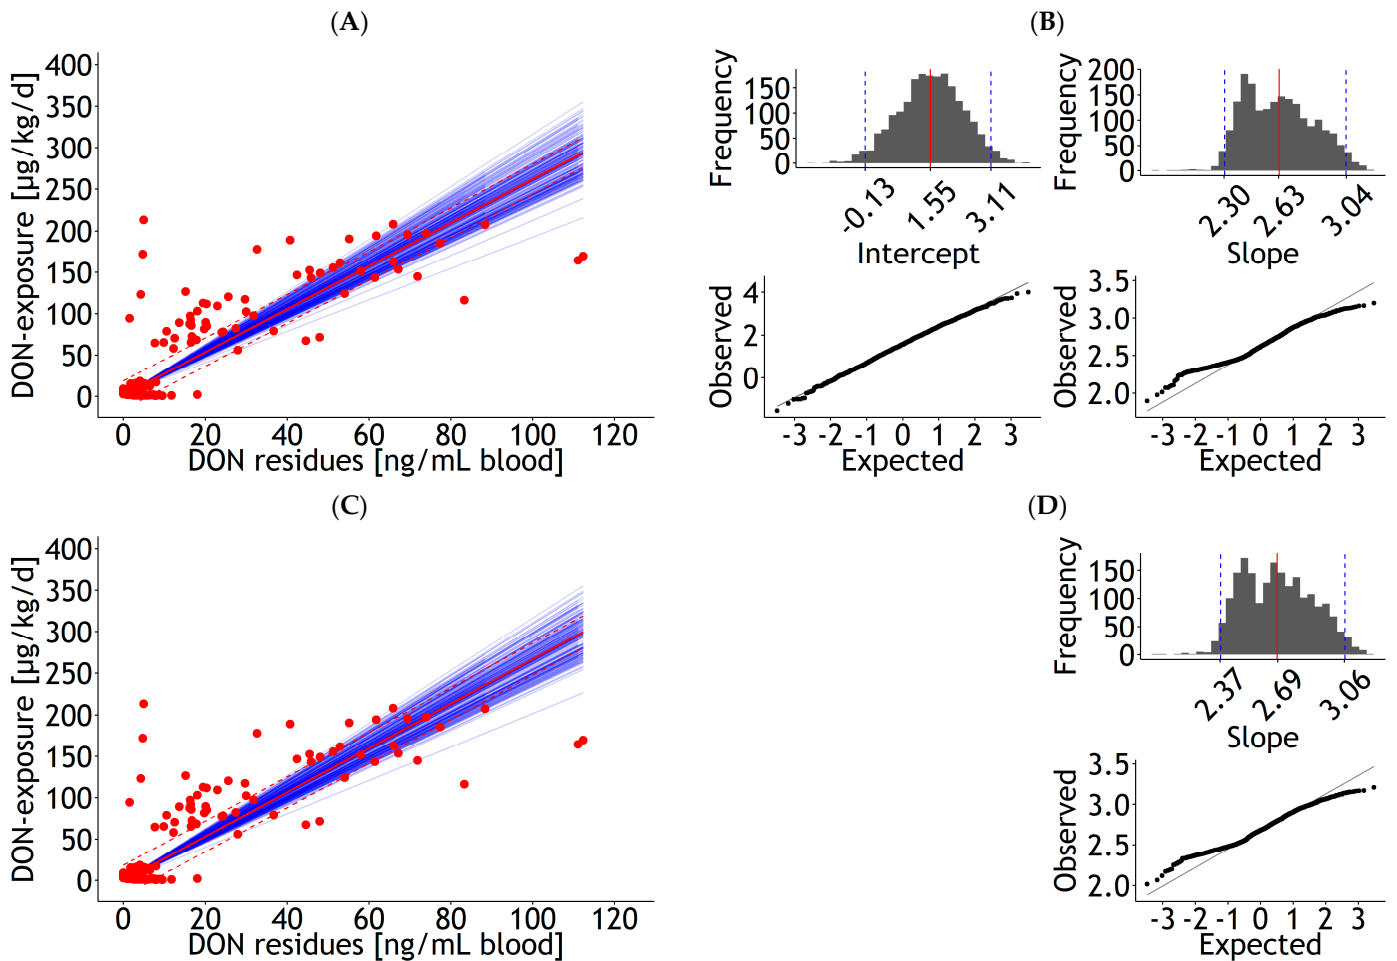 (A)
DON-exposure [µg/kg/d]
400
350
300
250
200
150
100
50
0
0 20 40 60 80 100 120
DON residues [ng/mL blood]
(B)
Frequency
150
100
50
0
-0.13 1.55 3.11
Intercept
Frequency
200
150
100
50
0
2.30 2.63 3.04
Slope
Observed
4
2
0
-3 -2 -1 0 1 2 3
Expected
Observed
3.5
3.0
2.5
2.0
-3 -2 -1 0 1 2 3
Expected
(C)
DON-exposure [µg/kg/d]
400
350
300
250
200
150
100
50
0
0 20 40 60 80 100 120
DON residues [ng/mL blood]
(D)
Frequency
150
100
50
0
2.37 2.69 3.06
Slope
Observed
3.5
3.0
2.5
2.0
-3 -2 -1 0 1 2 3
Expected